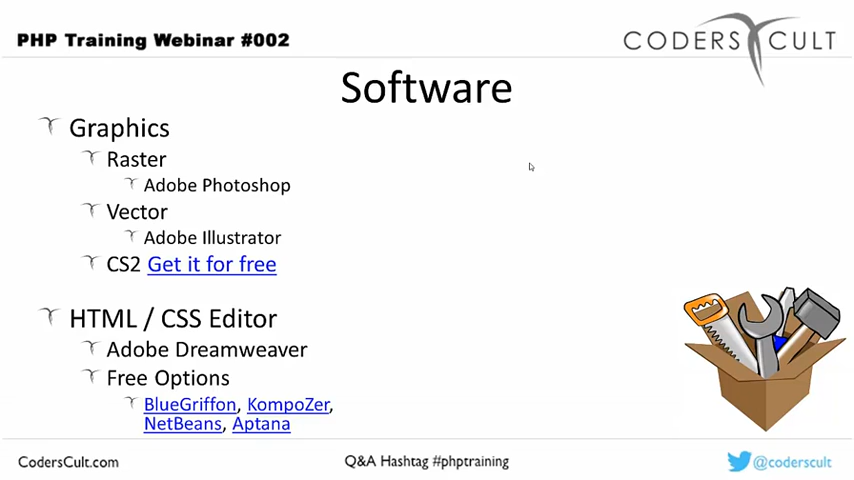 PHP Training Webinar #002
CODERS CULT
Software
Graphics
Raster
Adobe Photoshop
Vector
Adobe Illustrator
CS2 Get it for free
HTML / CSS Editor
Adobe Dreamweaver
Free Options
BlueGriffon, KompoZer,
NetBeans, Aptana
CodersCult.com
Q&A Hashtag #phptraining
@coderscult